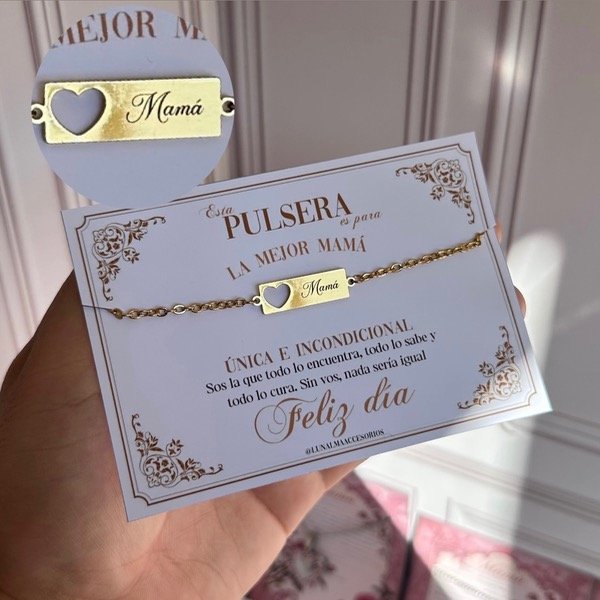 MEJOR MA
Mamá
Esta
PULSERA
es para
LA MEJOR MAMÁ
Mamá
ÚNICA E INCONDICIONAL
Sos la que todo lo encuentra, todo lo sabe y
todo lo cura. Sin vos, nada sería igual
Feliz día
@LUNALMAACCESORIOS